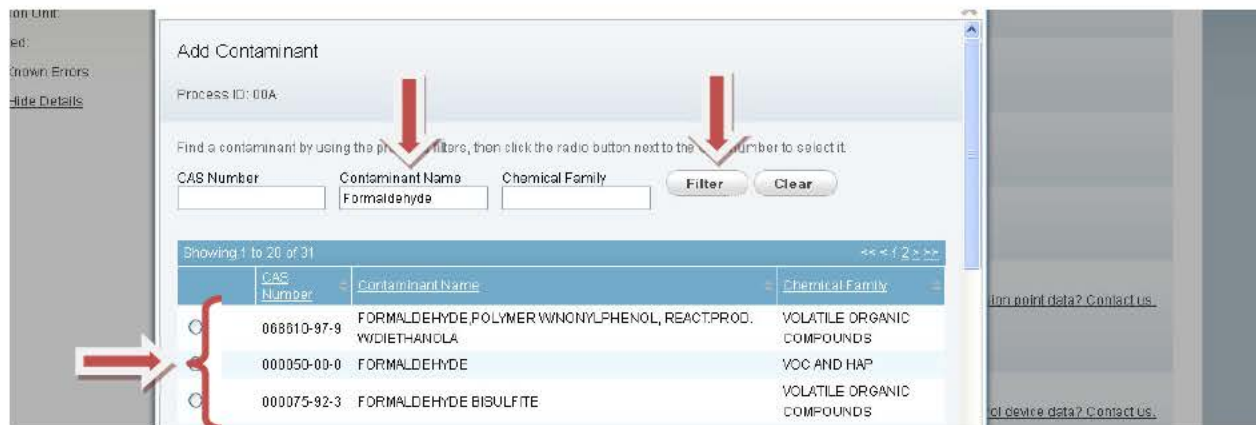 ion Unit:
ed:
Known Errors
Hide Details
Add Contaminant
Process ID: 00A
Find a contaminant by using the filters, then click the radio button next to the number to select it.
CAS Number Contaminant Name Chemical Family
Formaldehyde Filter Clear
Showing 1 to 20 of 31 << < 1 2 > >>
CAS Number Contaminant Name Chemical Family
068610-97-9 FORMALDEHYDE,POLYMER W/NONYLPHENOL, REACT.PROD. W/DIETHANOLA VOLATILE ORGANIC COMPOUNDS
000050-00-0 FORMALDEHYDE VOC AND HAP
000075-92-3 FORMALDEHYDE BISULFITE VOLATILE ORGANIC COMPOUNDS
ion point data? Contact us.
ol device data? Contact us.